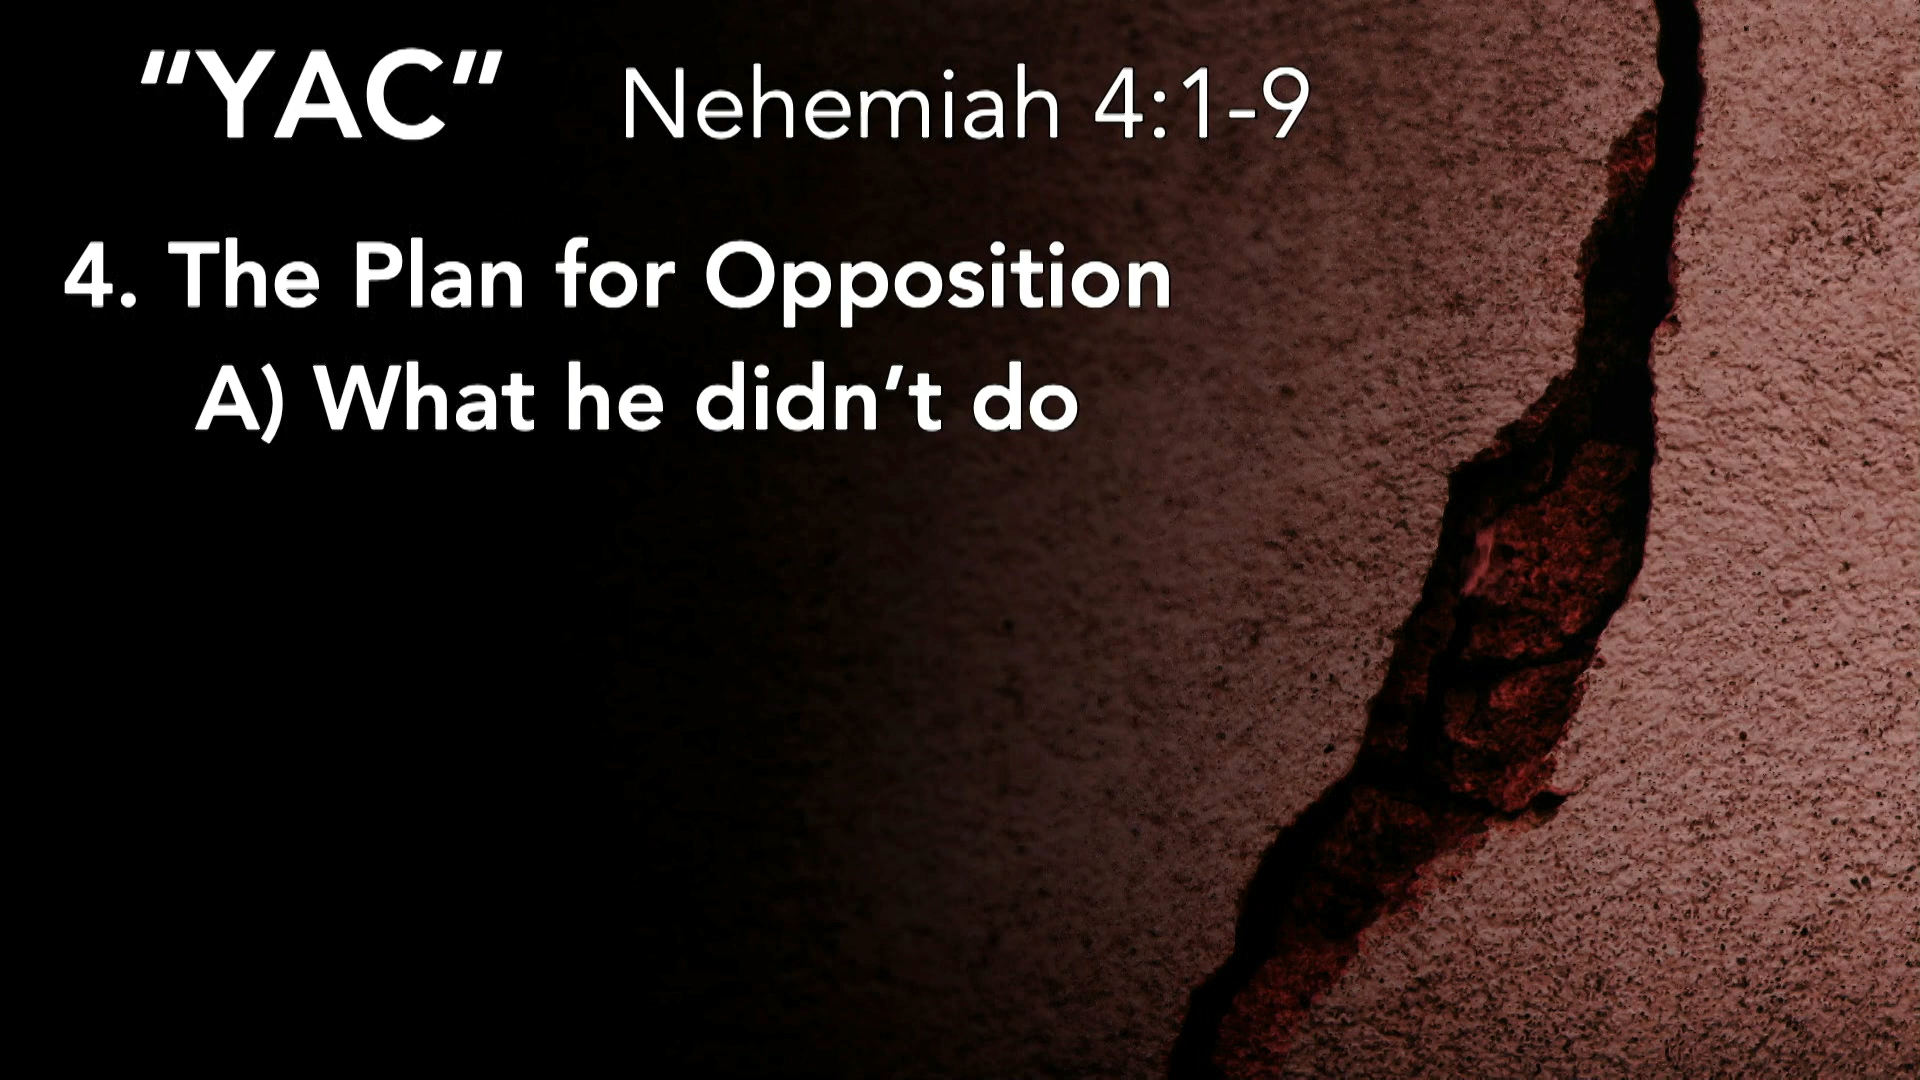 “YAC” Nehemiah 4:1-9
4. The Plan for Opposition
A) What he didn’t do